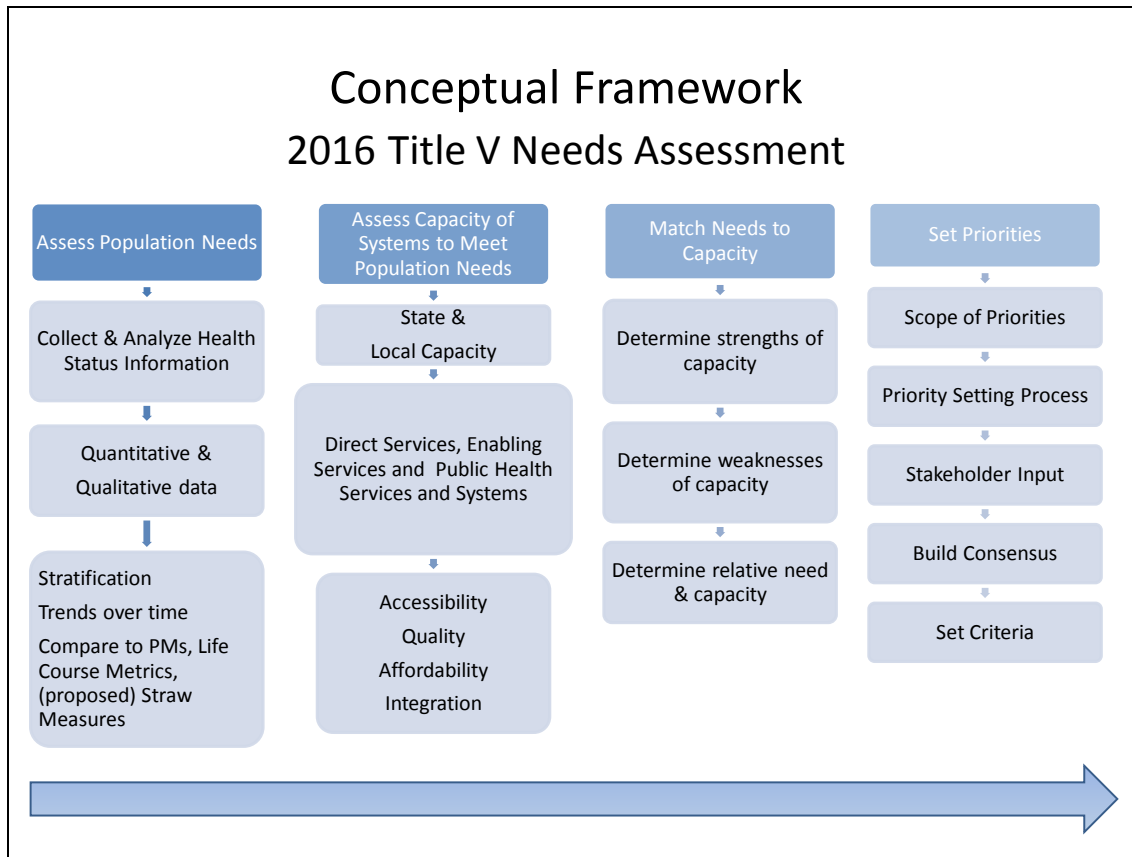 Conceptual Framework
2016 Title V Needs Assessment
Assess Population Needs
Collect & Analyze Health
Status Information
Quantitative &
Qualitative data
Stratification
Trends over time
Compare to PMs, Life
Course Metrics,
(proposed) Straw
Measures
Assess Capacity of
Systems to Meet
Population Needs
State &
Local Capacity
Direct Services, Enabling
Services and Public Health
Services and Systems
Accessibility
Quality
Affordability
Integration
Match Needs to
Capacity
Determine strengths of
capacity
Determine weaknesses
of capacity
Determine relative need
& capacity
Set Priorities
Scope of Priorities
Priority Setting Process
Stakeholder Input
Build Consensus
Set Criteria